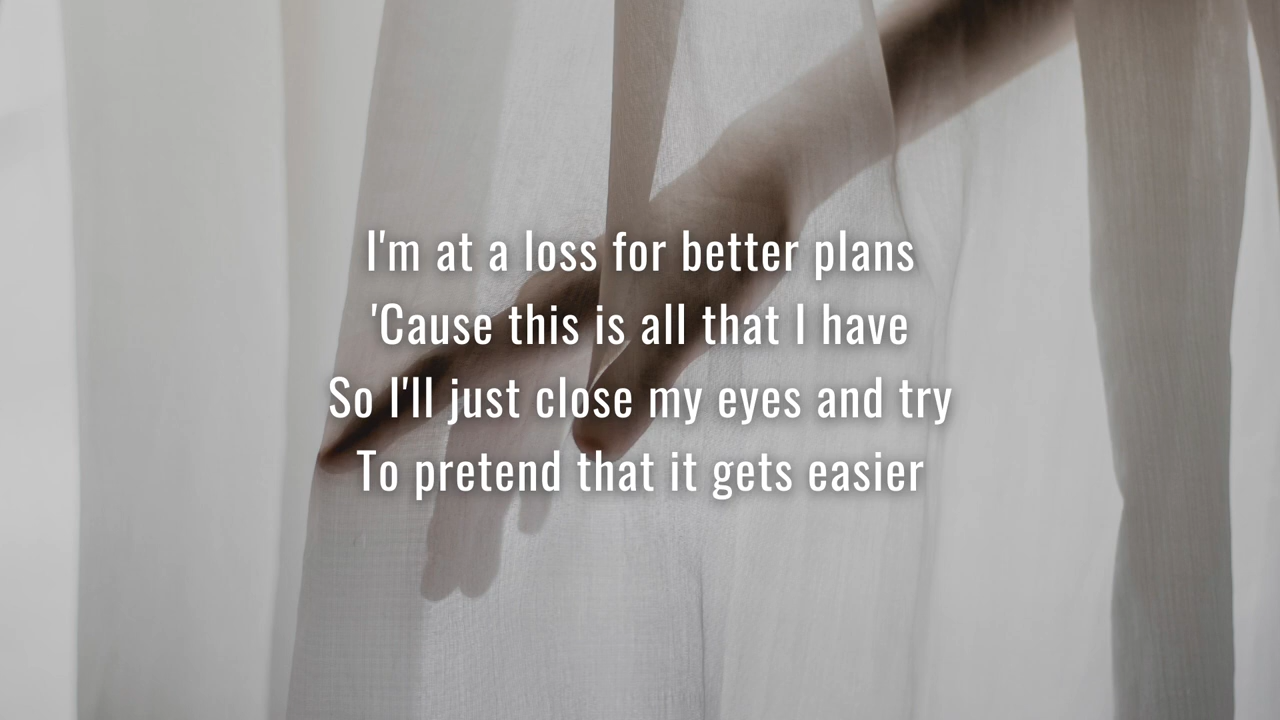 I'm at a loss for better plans
'Cause this is all that I have
So I'll just close my eyes and try
To pretend that it gets easier